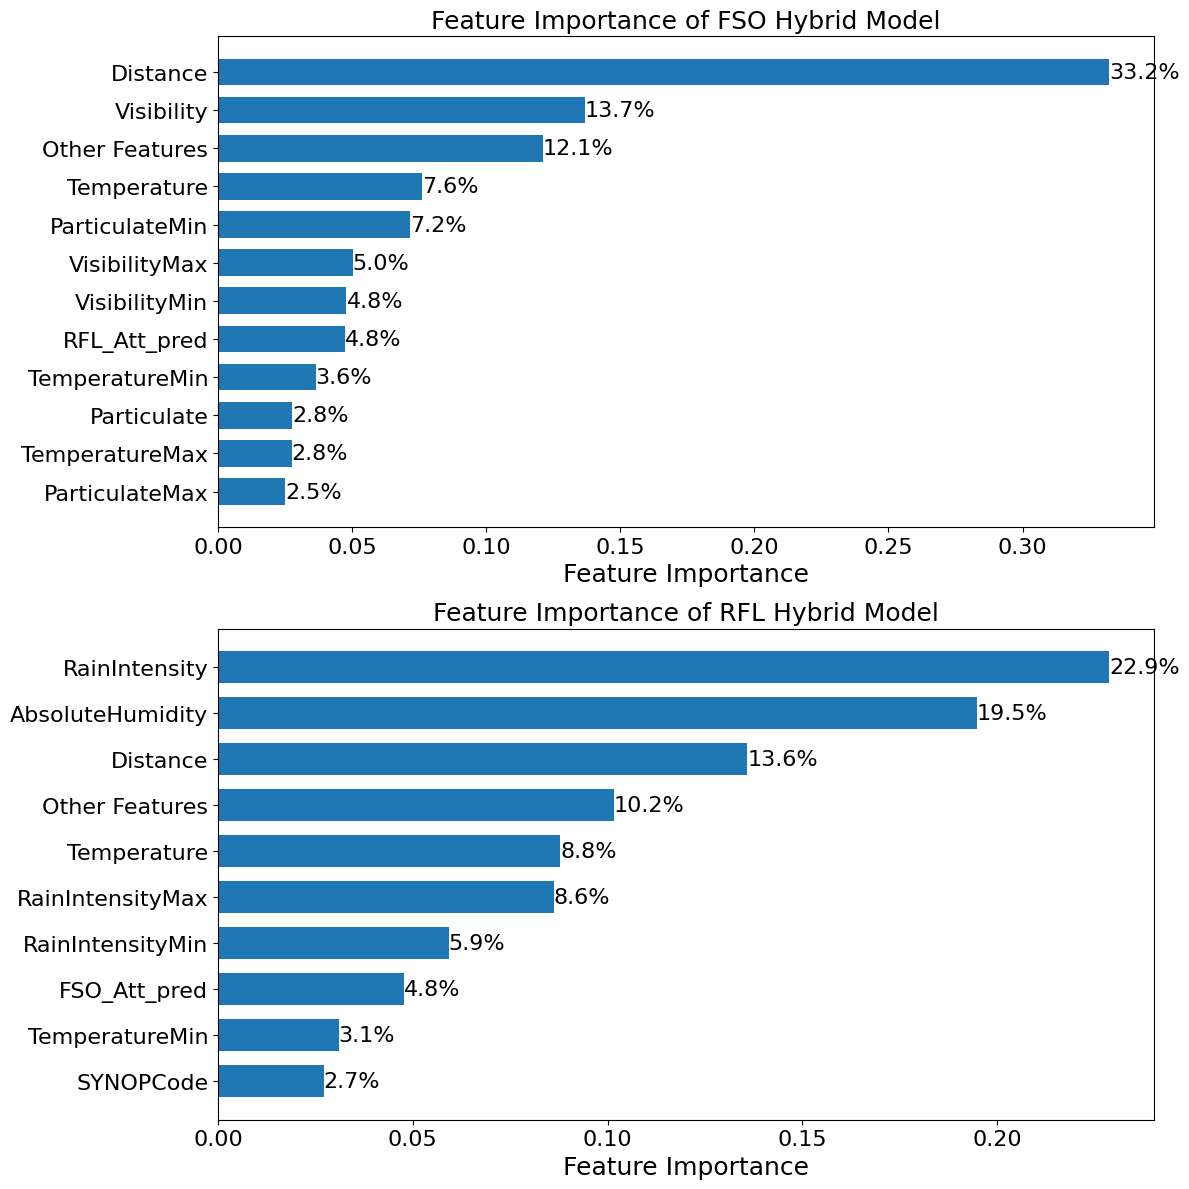 Feature Importance of FSO Hybrid Model
Distance 33.2%
Visibility 13.7%
Other Features 12.1%
Temperature 7.6%
ParticulateMin 7.2%
VisibilityMax 5.0%
VisibilityMin 4.8%
RFL_Att_pred 4.8%
TemperatureMin 3.6%
Particulate 2.8%
TemperatureMax 2.8%
ParticulateMax 2.5%
0.00 0.05 0.10 0.15 0.20 0.25 0.30
Feature Importance
Feature Importance of RFL Hybrid Model
RainIntensity 22.9%
AbsoluteHumidity 19.5%
Distance 13.6%
Other Features 10.2%
Temperature 8.8%
RainIntensityMax 8.6%
RainIntensityMin 5.9%
FSO_Att_pred 4.8%
TemperatureMin 3.1%
SYNOPCode 2.7%
0.00 0.05 0.10 0.15 0.20
Feature Importance